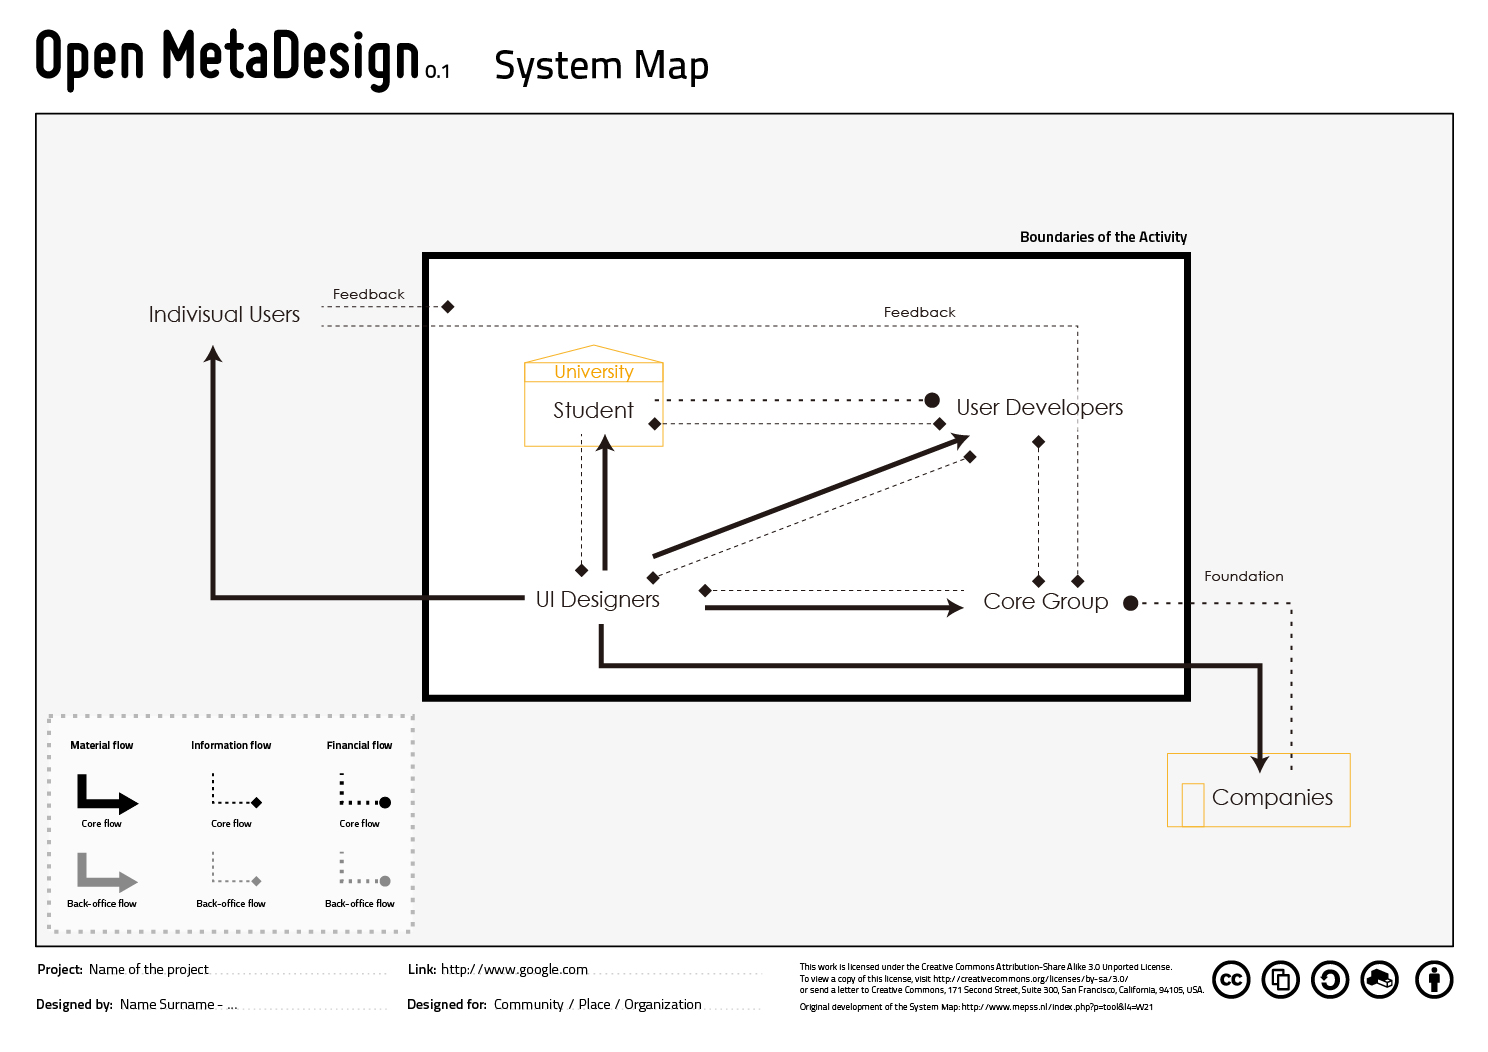 Open MetaDesign 0.1 System Map
Boundaries of the Activity
Feedback
Indivisual Users
Feedback
University
Student
User Developers
UI Designers
Core Group
Foundation
Companies
Material flow Information flow Financial flow
Core flow Core flow Core flow
Back-office flow Back-office flow Back-office flow
Project: Name of the project
Link: http://www.google.com
Designed by: Name Surname - ...
Designed for: Community / Place / Organization
This work is licensed under the Creative Commons Attribution-Share Alike 3.0 Unported License.
To view a copy of this license, visit http://creativecommons.org/licenses/by-sa/3.0/
or send a letter to Creative Commons, 171 Second Street, Suite 300, San Francisco, California, 94105, USA.
Original development of the System Map: http://www.mepss.nl/index.php?p=tool&l4=W21
cc